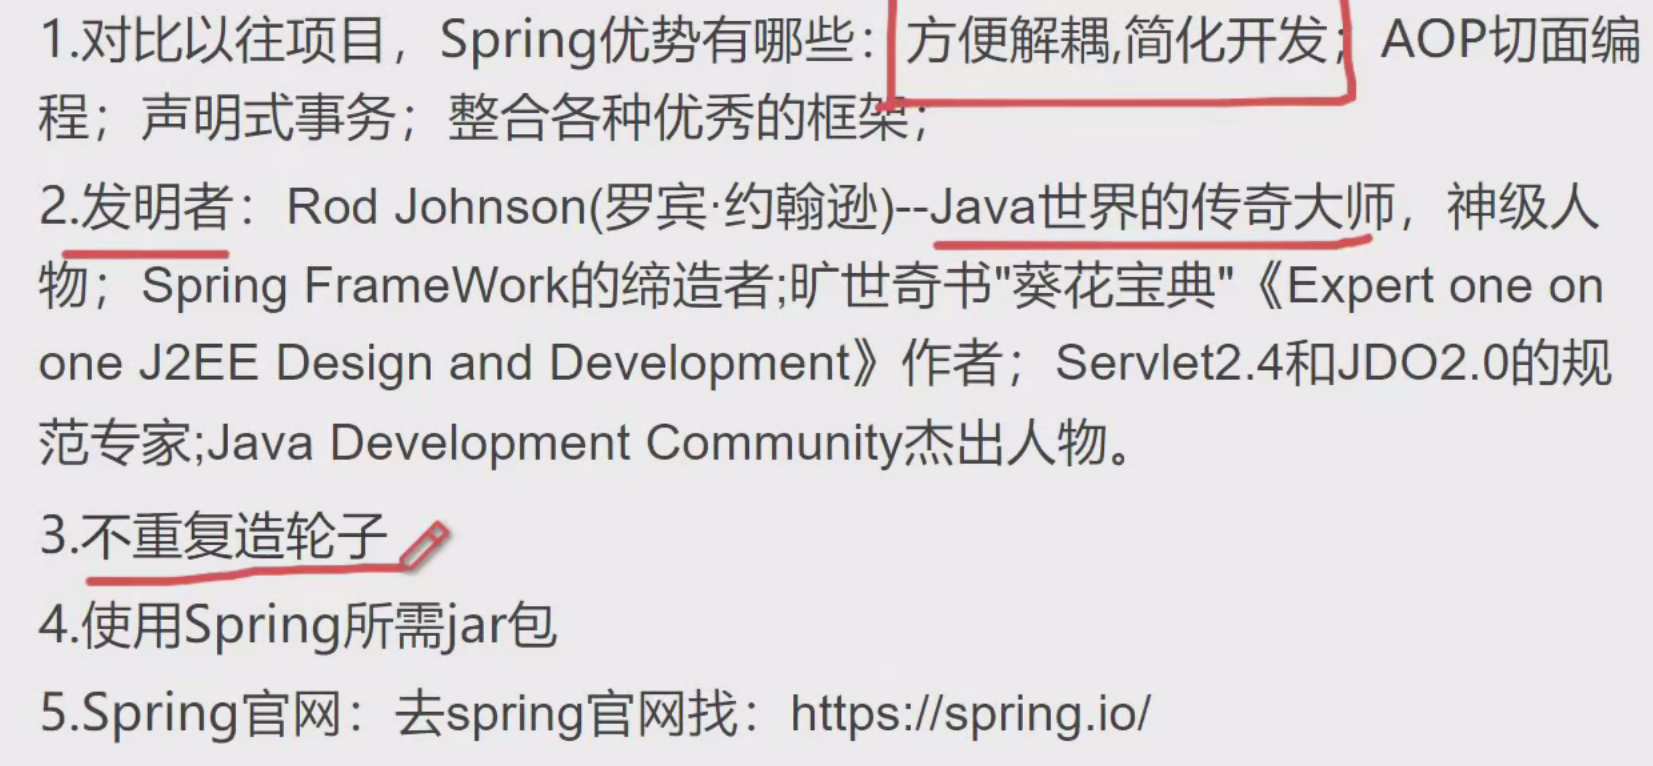 1.对比以往项目，Spring优势有哪些：方便解耦,简化开发；AOP切面编
程；声明式事务；整合各种优秀的框架；
2.发明者：Rod Johnson(罗宾·约翰逊)--Java世界的传奇大师，神级人
物；Spring FrameWork的缔造者;旷世奇书"葵花宝典"《Expert one on
one J2EE Design and Development》作者；Servlet2.4和JDO2.0的规
范专家;Java Development Community杰出人物。
3.不重复造轮子
4.使用Spring所需jar包
5.Spring官网：去spring官网找：https://spring.io/